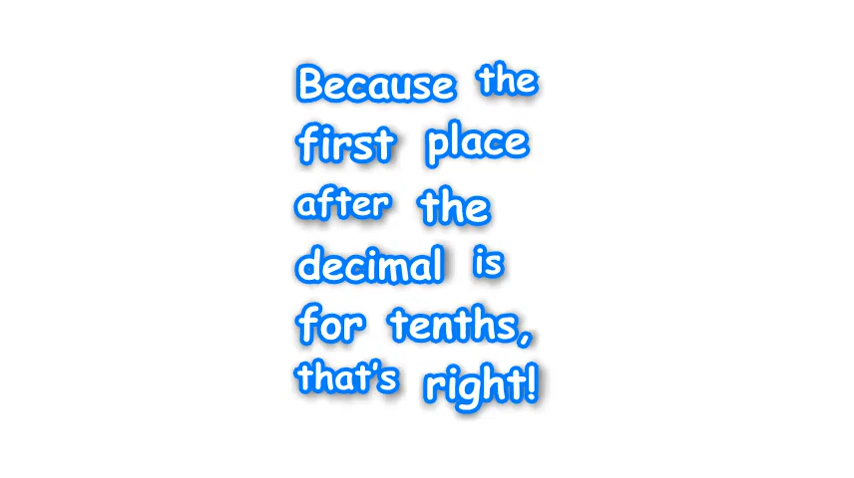 Because the
first place
after the
decimal is
for tenths,
that's right!